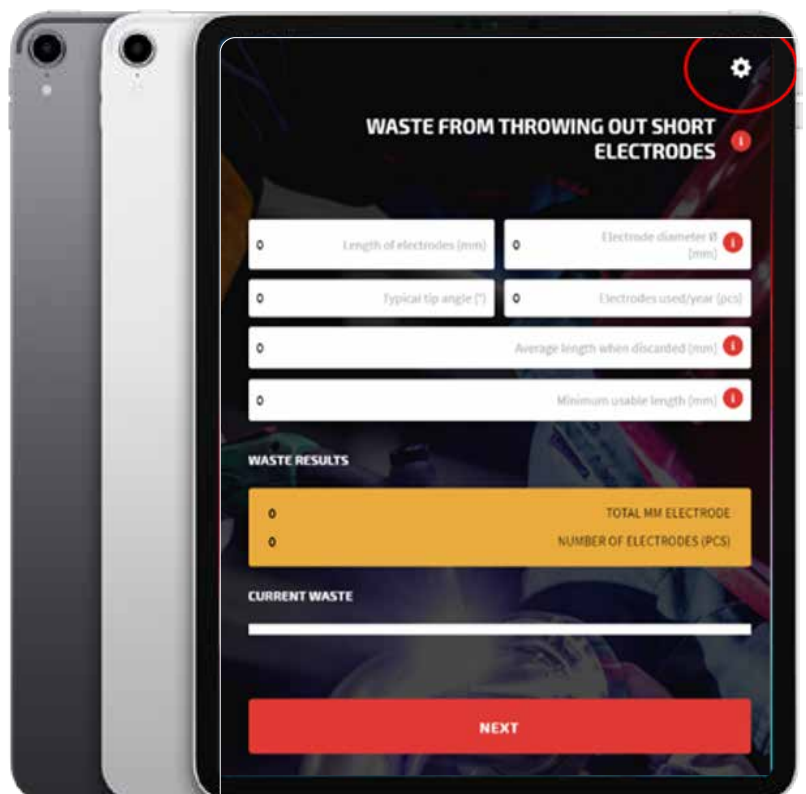 WASTE FROM THROWING OUT SHORT
ELECTRODES
0 Length of electrodes (mm)
0 Electrode diameter Ø
(mm)
0 Typical tip angle (°)
0 Electrodes used/year (pcs)
0 Average length when discarded (mm)
0 Minimum usable length (mm)
WASTE RESULTS
0 TOTAL MM ELECTRODE
0 NUMBER OF ELECTRODES (PCS)
CURRENT WASTE
NEXT